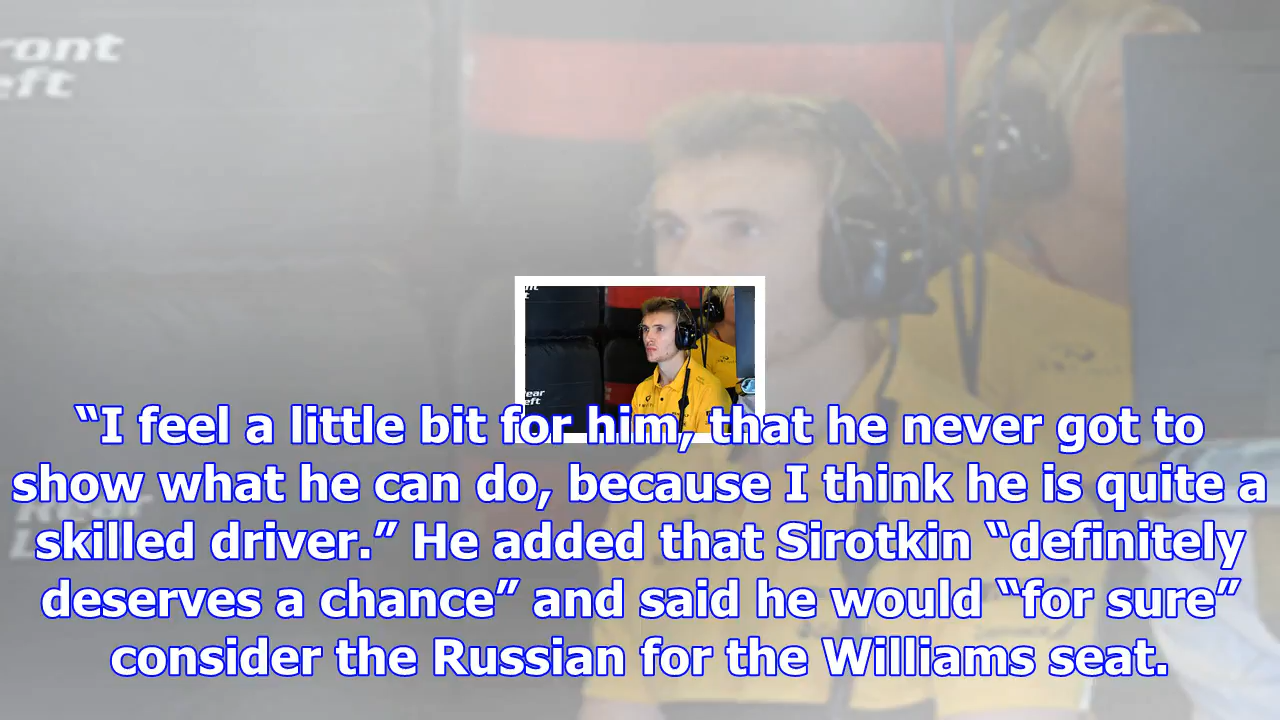 ront
eft
“I feel a little bit for him, that he never got to
show what he can do, because I think he is quite a
skilled driver.” He added that Sirotkin “definitely
deserves a chance” and said he would “for sure”
consider the Russian for the Williams seat.